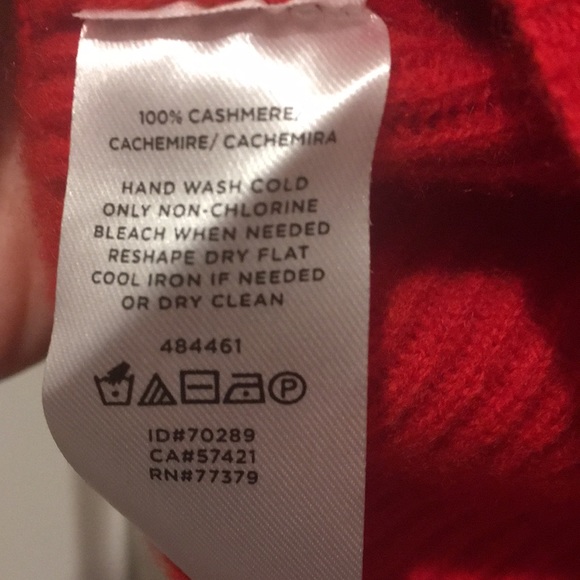 100% CASHMERE,
CACHEMIRE/ CACHEMIRA
HAND WASH COLD
ONLY NON-CHLORINE
BLEACH WHEN NEEDED
RESHAPE DRY FLAT
COOL IRON IF NEEDED
OR DRY CLEAN
484461
P
ID#70289
CA#57421
RN#77379